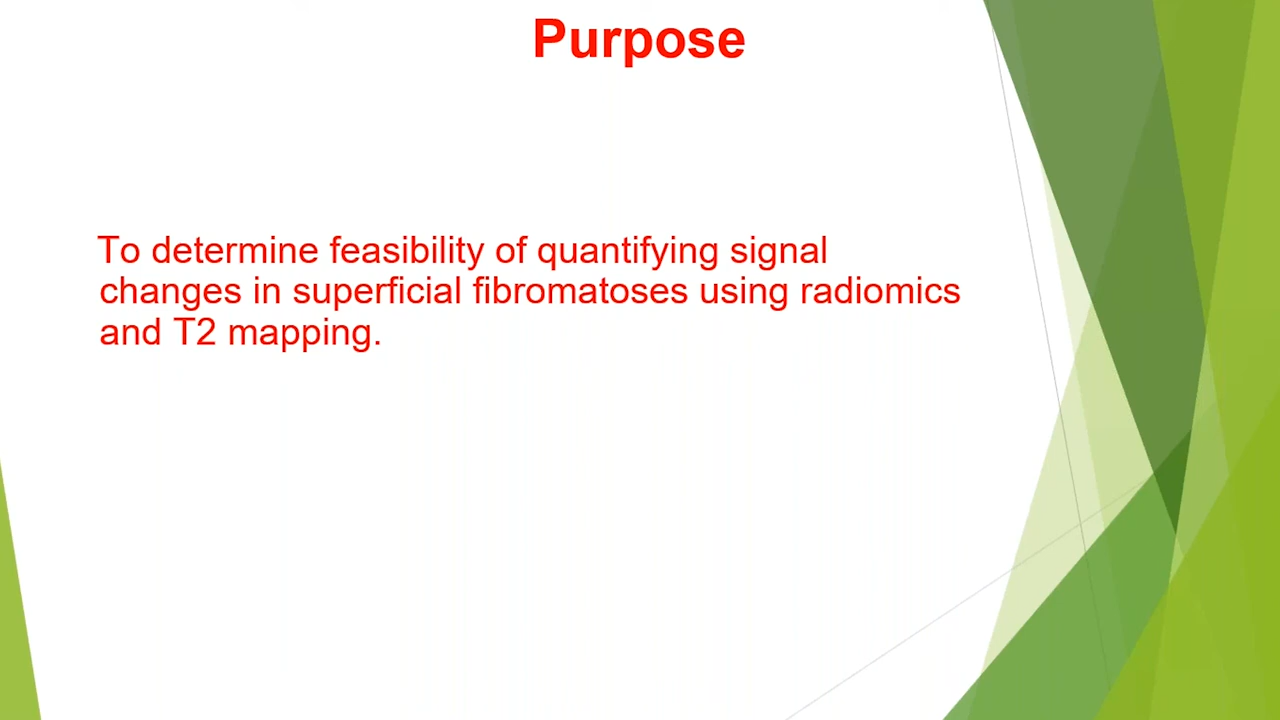 Purpose
To determine feasibility of quantifying signal
changes in superficial fibromatoses using radiomics
and T2 mapping.